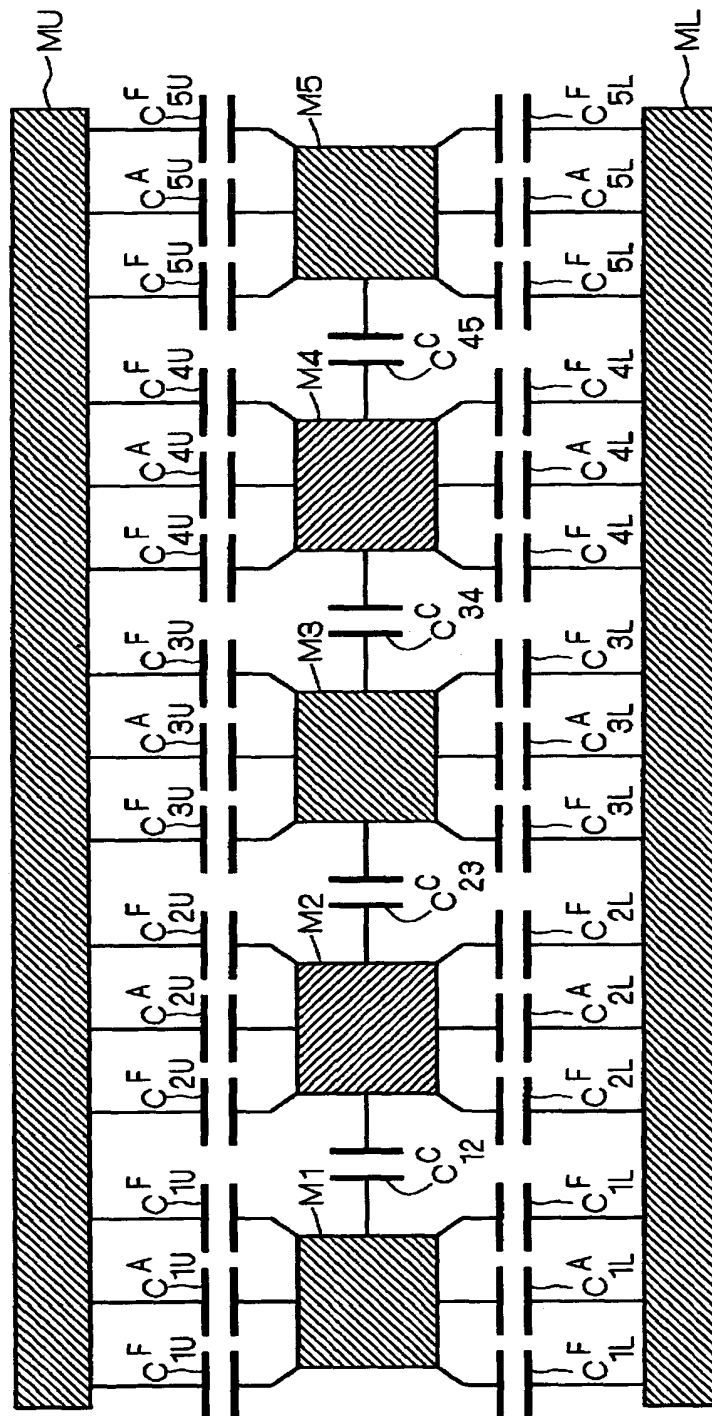 MU
C^F_1U C^A_1U C^F_1U C^F_2U C^A_2U C^F_2U C^F_3U C^A_3U C^F_3U C^F_4U C^A_4U C^F_4U C^F_5U C^A_5U C^F_5U
M1 M2 M3 M4 M5
C^C_12 C^C_23 C^C_34 C^C_45
C^F_1L C^A_1L C^F_1L C^F_2L C^A_2L C^F_2L C^F_3L C^A_3L C^F_3L C^F_4L C^A_4L C^F_4L C^F_5L C^A_5L C^F_5L
ML